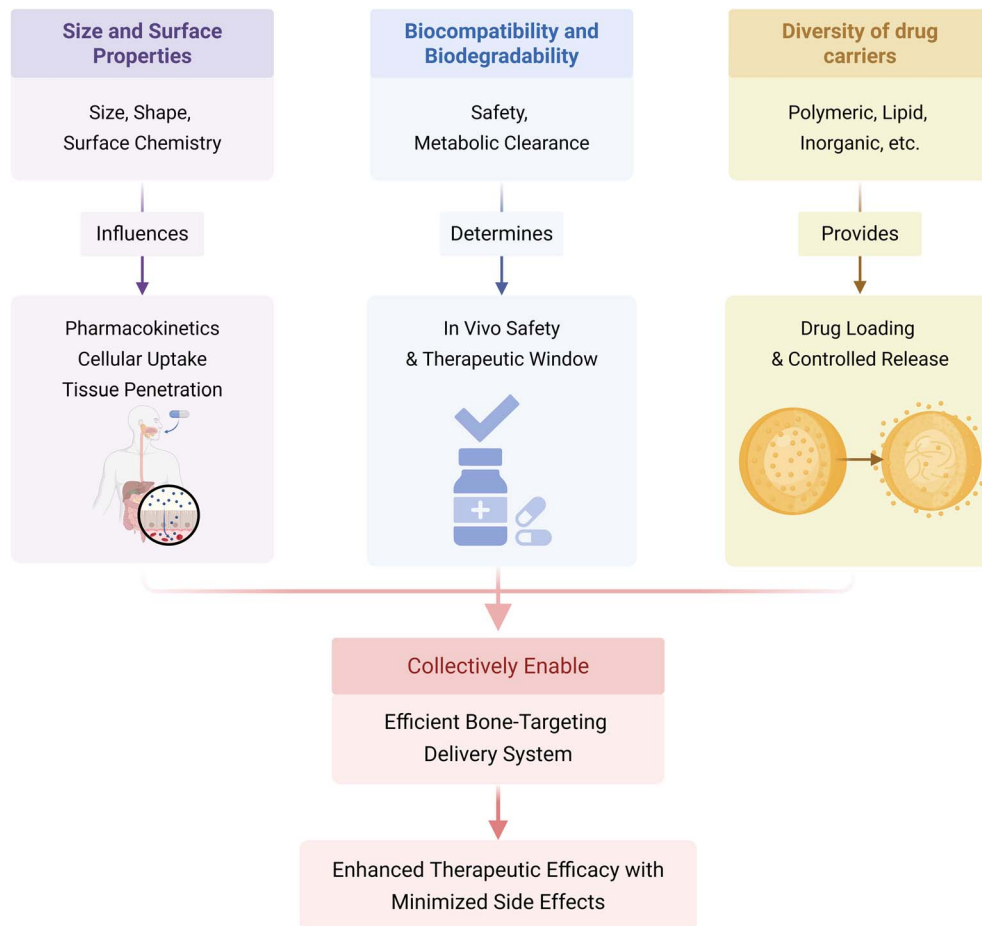 Size and Surface
Properties
Size, Shape,
Surface Chemistry
Influences
Pharmacokinetics
Cellular Uptake
Tissue Penetration
Biocompatibility and
Biodegradability
Safety,
Metabolic Clearance
Determines
In Vivo Safety
& Therapeutic Window
Diversity of drug
carriers
Polymeric, Lipid,
Inorganic, etc.
Provides
Drug Loading
& Controlled Release
Collectively Enable
Efficient Bone-Targeting
Delivery System
Enhanced Therapeutic Efficacy with
Minimized Side Effects